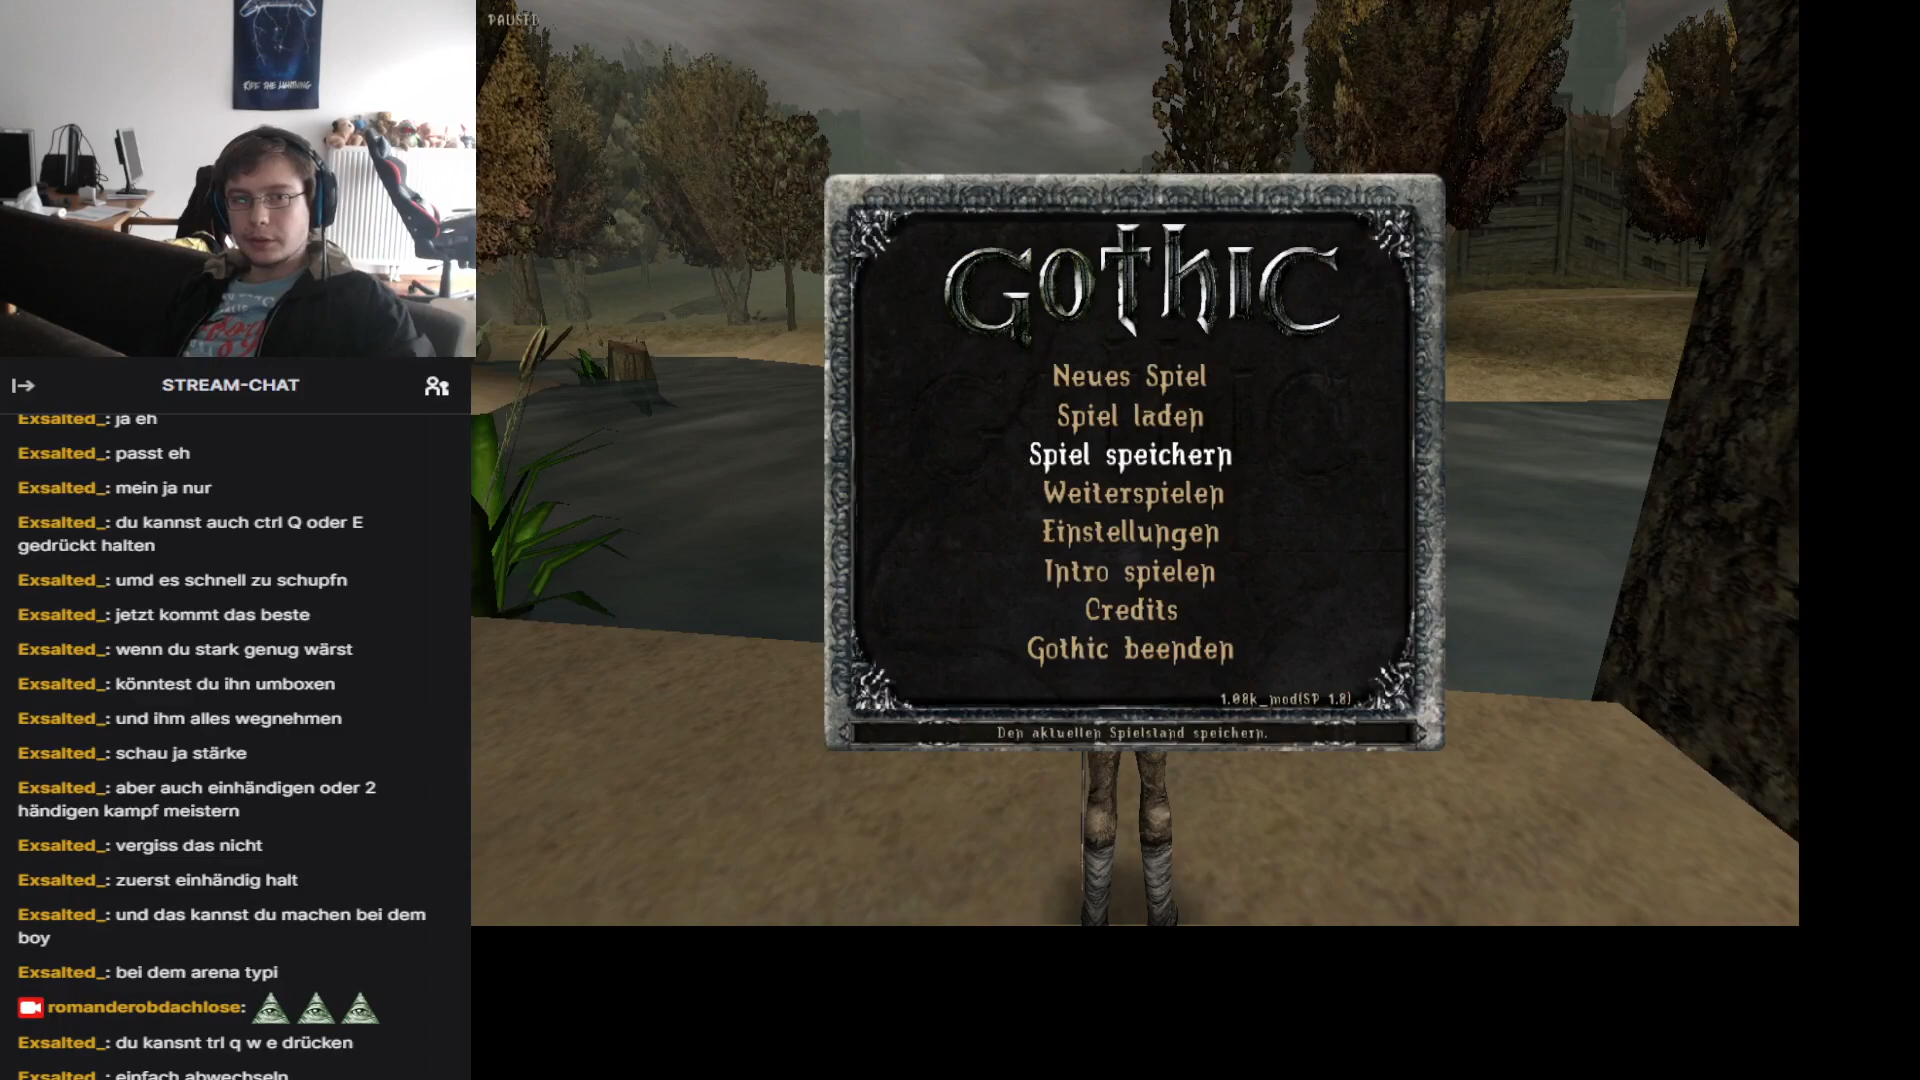 RIDE THE LIGHTNING
STREAM-CHAT
Exsalted_: ja eh
Exsalted_: passt eh
Exsalted_: mein ja nur
Exsalted_: du kannst auch ctrl Q oder E
gedrückt halten
Exsalted_: umd es schnell zu schupfn
Exsalted_: jetzt kommt das beste
Exsalted_: wenn du stark genug wärst
Exsalted_: könntest du ihn umboxen
Exsalted_: und ihm alles wegnehmen
Exsalted_: schau ja stärke
Exsalted_: aber auch einhändigen oder 2
händigen kampf meistern
Exsalted_: vergiss das nicht
Exsalted_: zuerst einhändig halt
Exsalted_: und das kannst du machen bei dem
boy
Exsalted_: bei dem arena typi
romanderobdachlose:
Exsalted_: du kansnt trl q w e drücken
Exsalted_: einfach abwechseln
PAUSED
GOTHIC
Neues Spiel
Spiel laden
Spiel speichern
Weiterspielen
Einstellungen
Intro spielen
Credits
Gothic beenden
1.08k_mod(SP 1.8)
Den aktuellen Spielstand speichern.